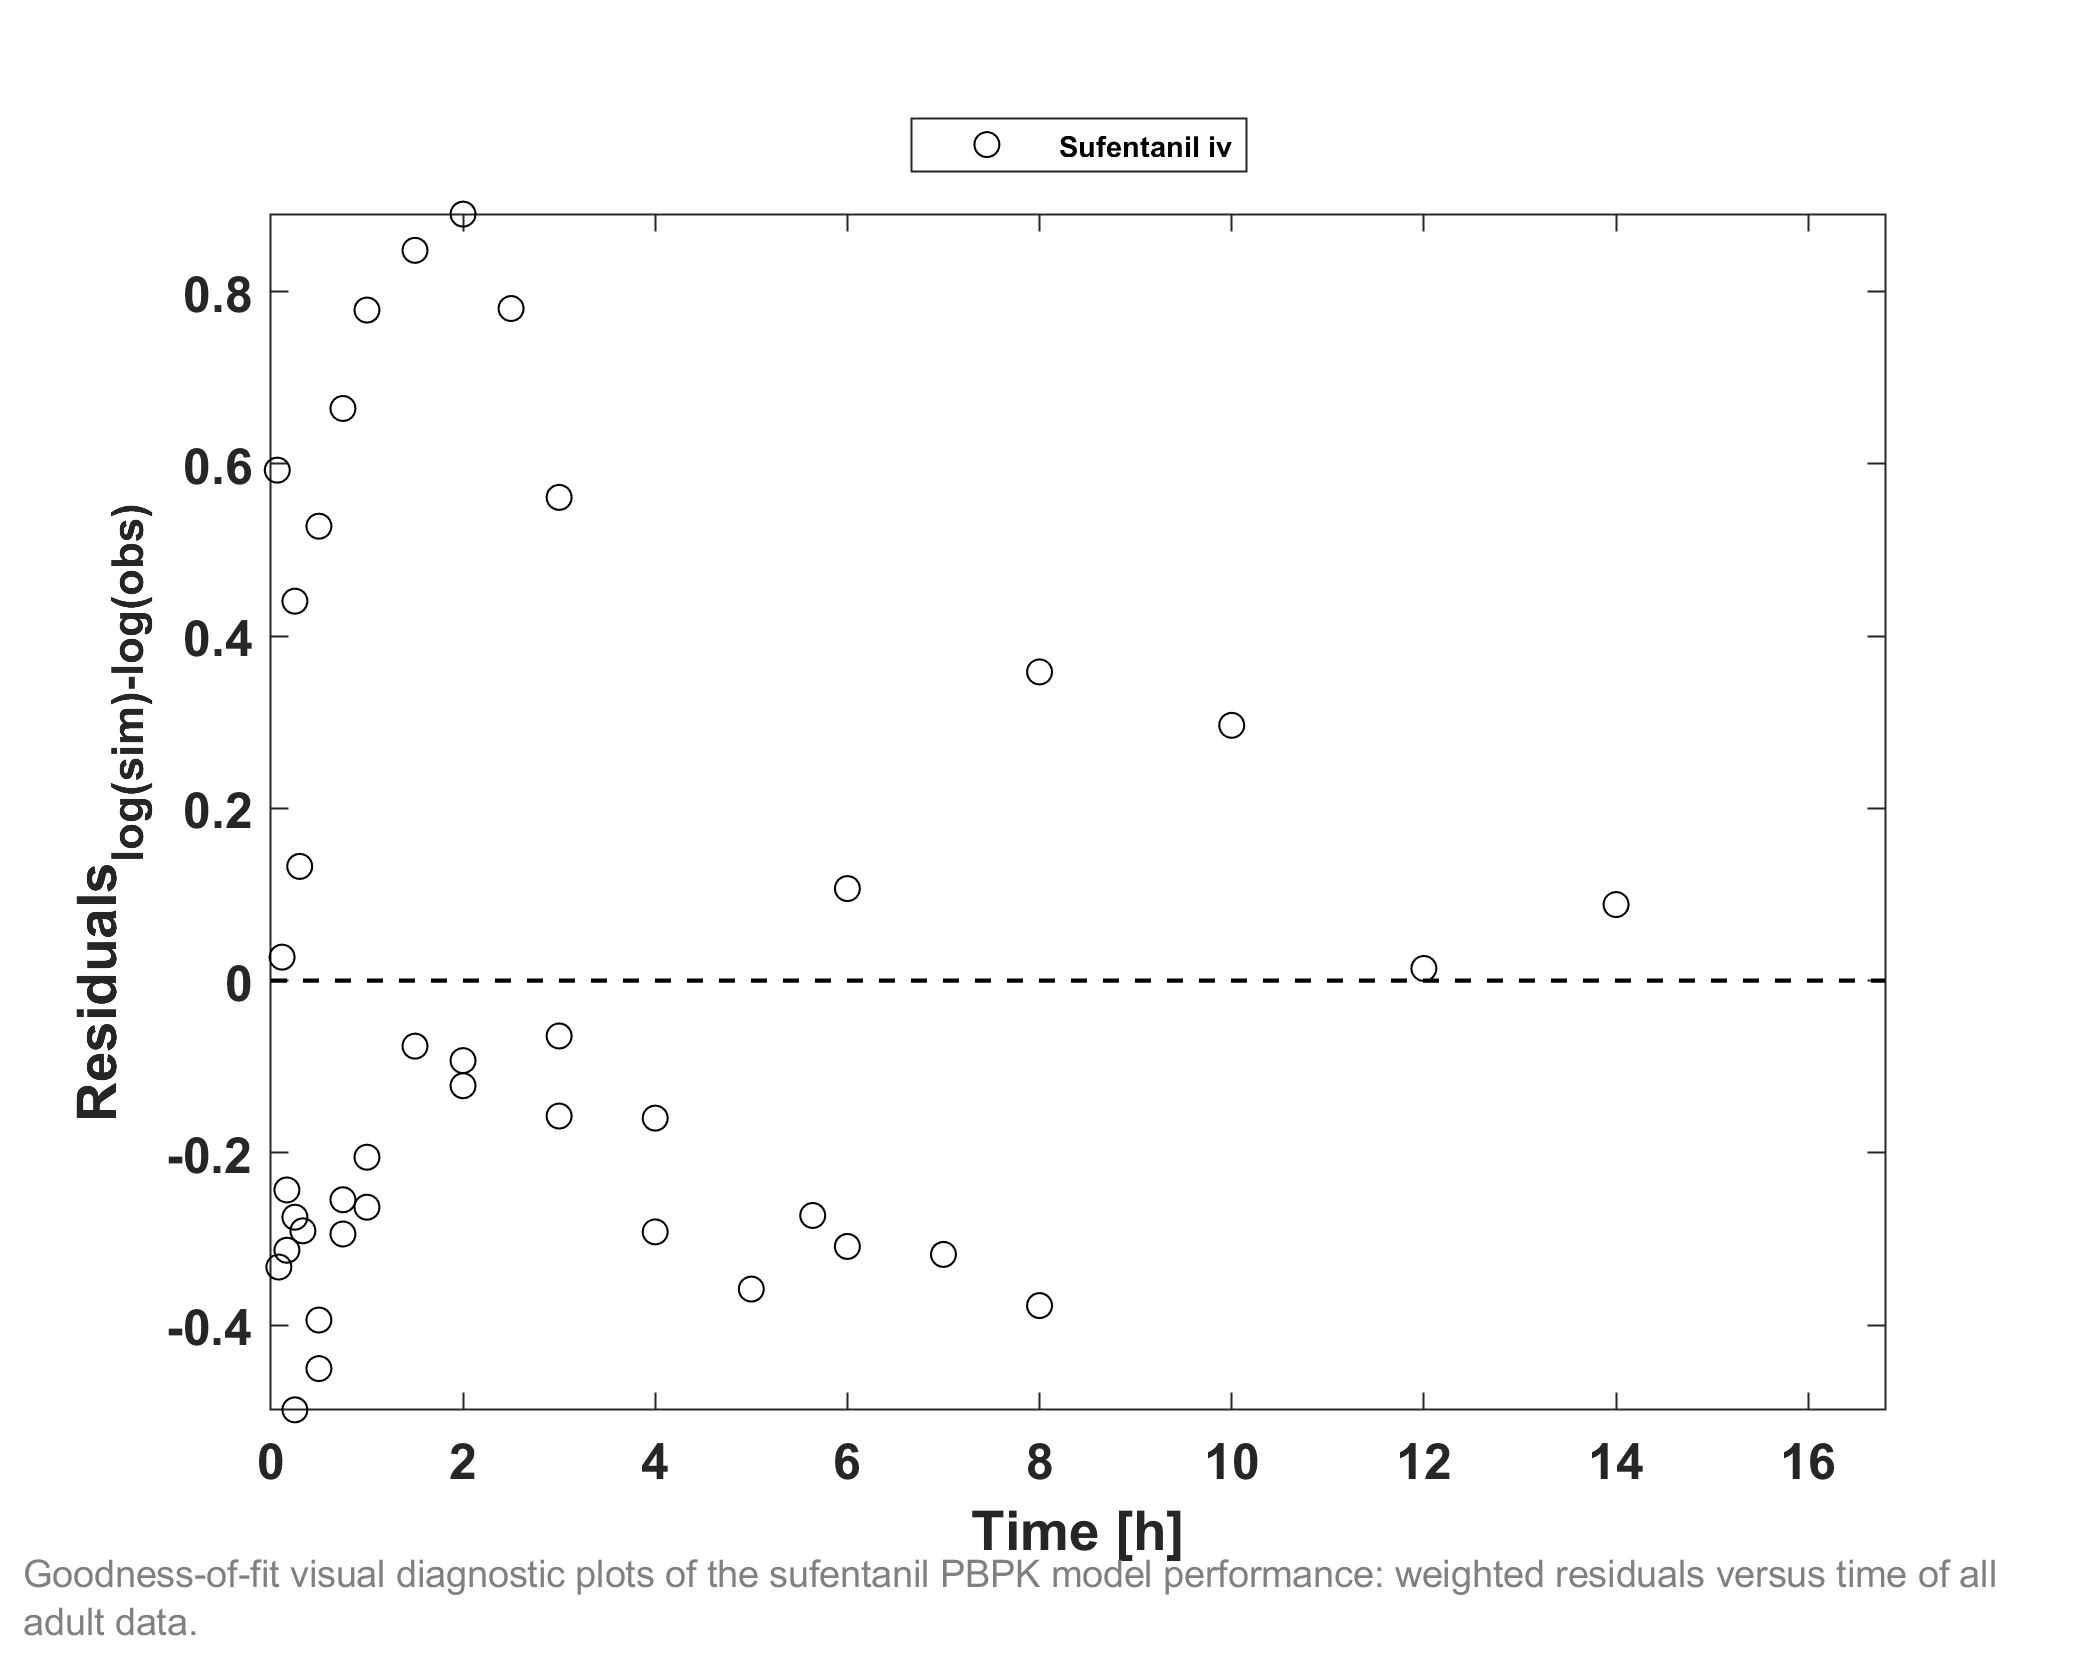 Sufentanil iv
0.8
0.6
0.4
0.2
0
-0.2
-0.4
Residuals log(sim)-log(obs)
0 2 4 6 8 10 12 14 16
Time [h]
Goodness-of-fit visual diagnostic plots of the sufentanil PBPK model performance: weighted residuals versus time of all
adult data.